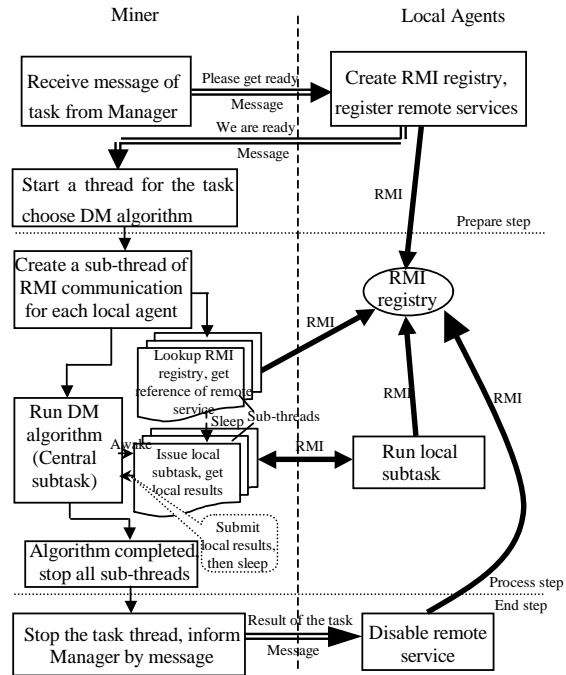 Miner
Local Agents
Receive message of
task from Manager
Please get ready
Message
Create RMI registry,
register remote services
We are ready
Message
Start a thread for the task
choose DM algorithm
RMI
Prepare step
Create a sub-thread of
RMI communication
for each local agent
RMI
registry
RMI
Lookup RMI
registry, get
reference of remote
service
Sleep
Sub-threads
RMI
RMI
Run DM
algorithm
(Central
subtask)
Awake
Issue local
subtask, get
local results
RMI
Run local
subtask
Submit
local results,
then sleep
Algorithm completed,
stop all sub-threads
Process step
End step
Stop the task thread, inform
Manager by message
Result of the task
Message
Disable remote
service